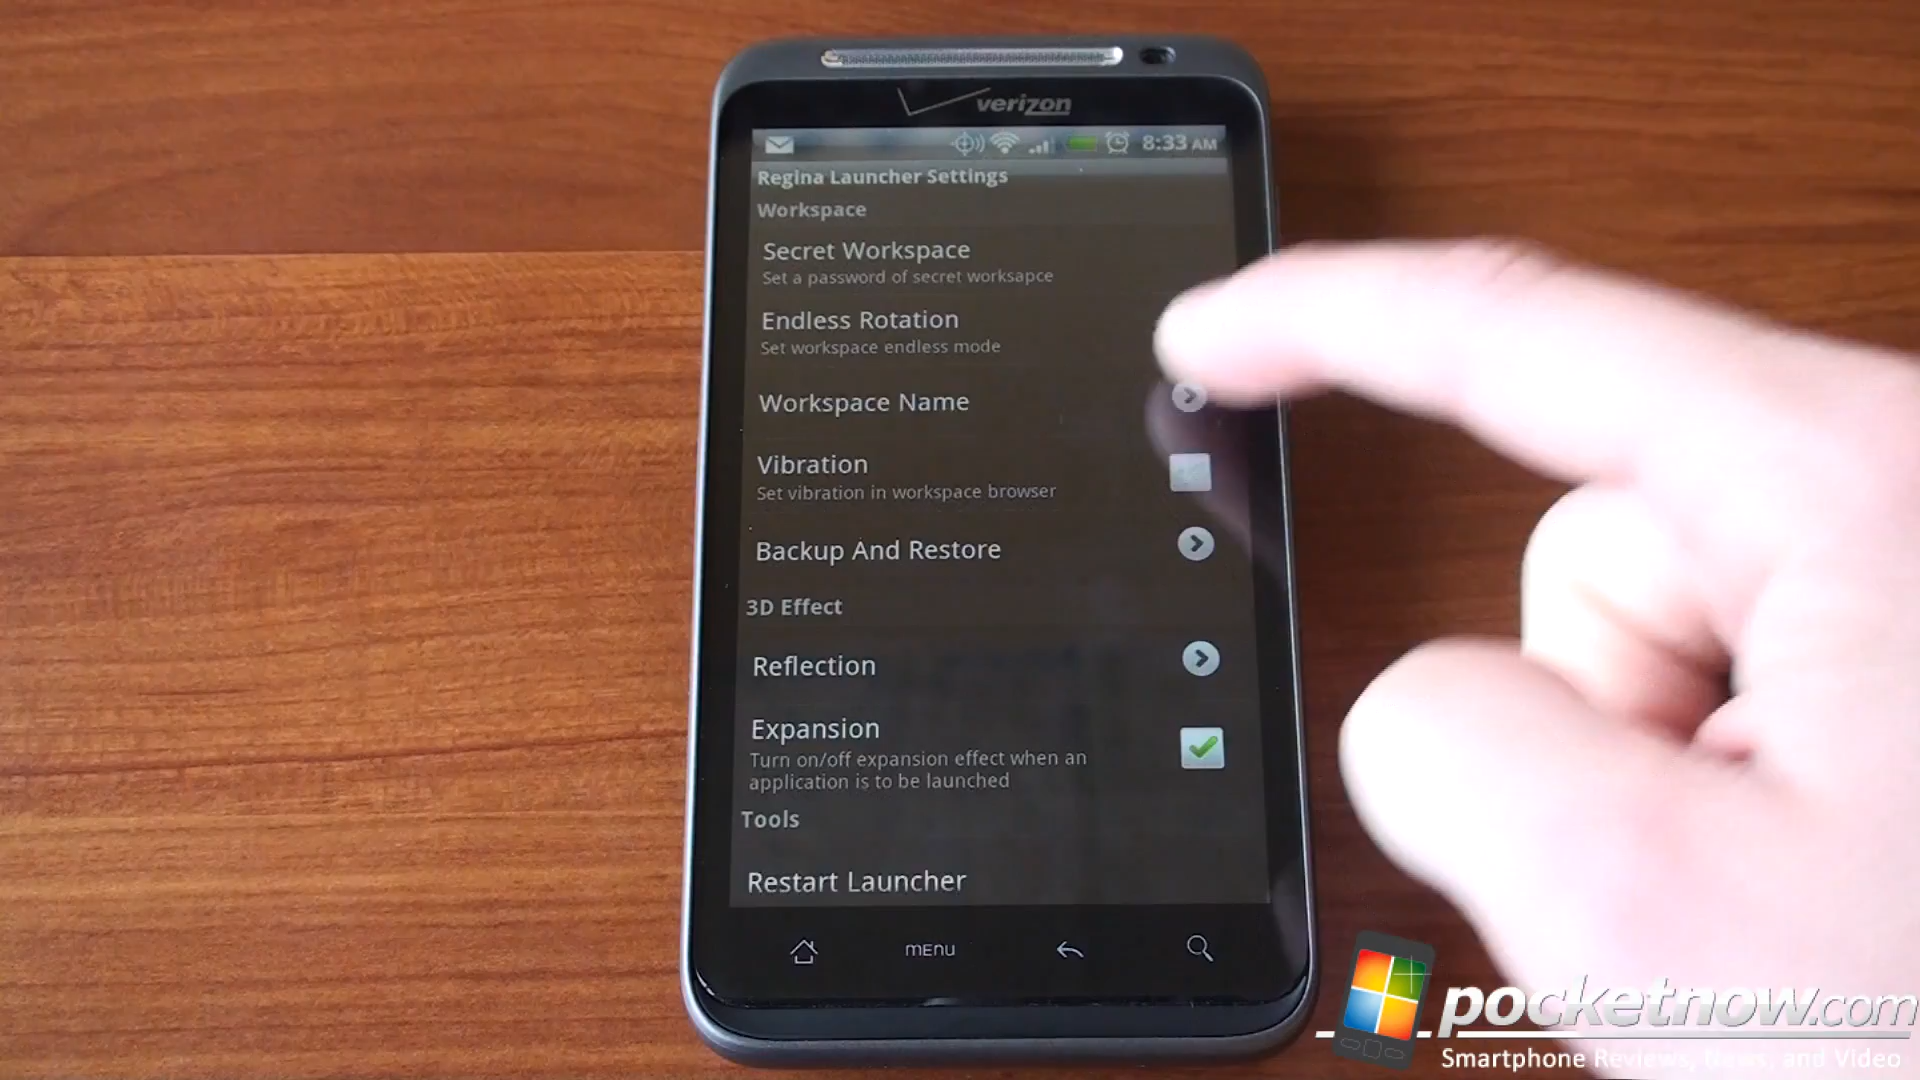 verizon
8:33 AM
Regina Launcher Settings
Workspace
Secret Workspace
Set a password of secret worksapce
Endless Rotation
Set workspace endless mode
Workspace Name
Vibration
Set vibration in workspace browser
Backup And Restore
3D Effect
Reflection
Expansion
Turn on/off expansion effect when an
application is to be launched
Tools
Restart Launcher
MENU
pocketnow.com
Smartphone Reviews, News, and Video